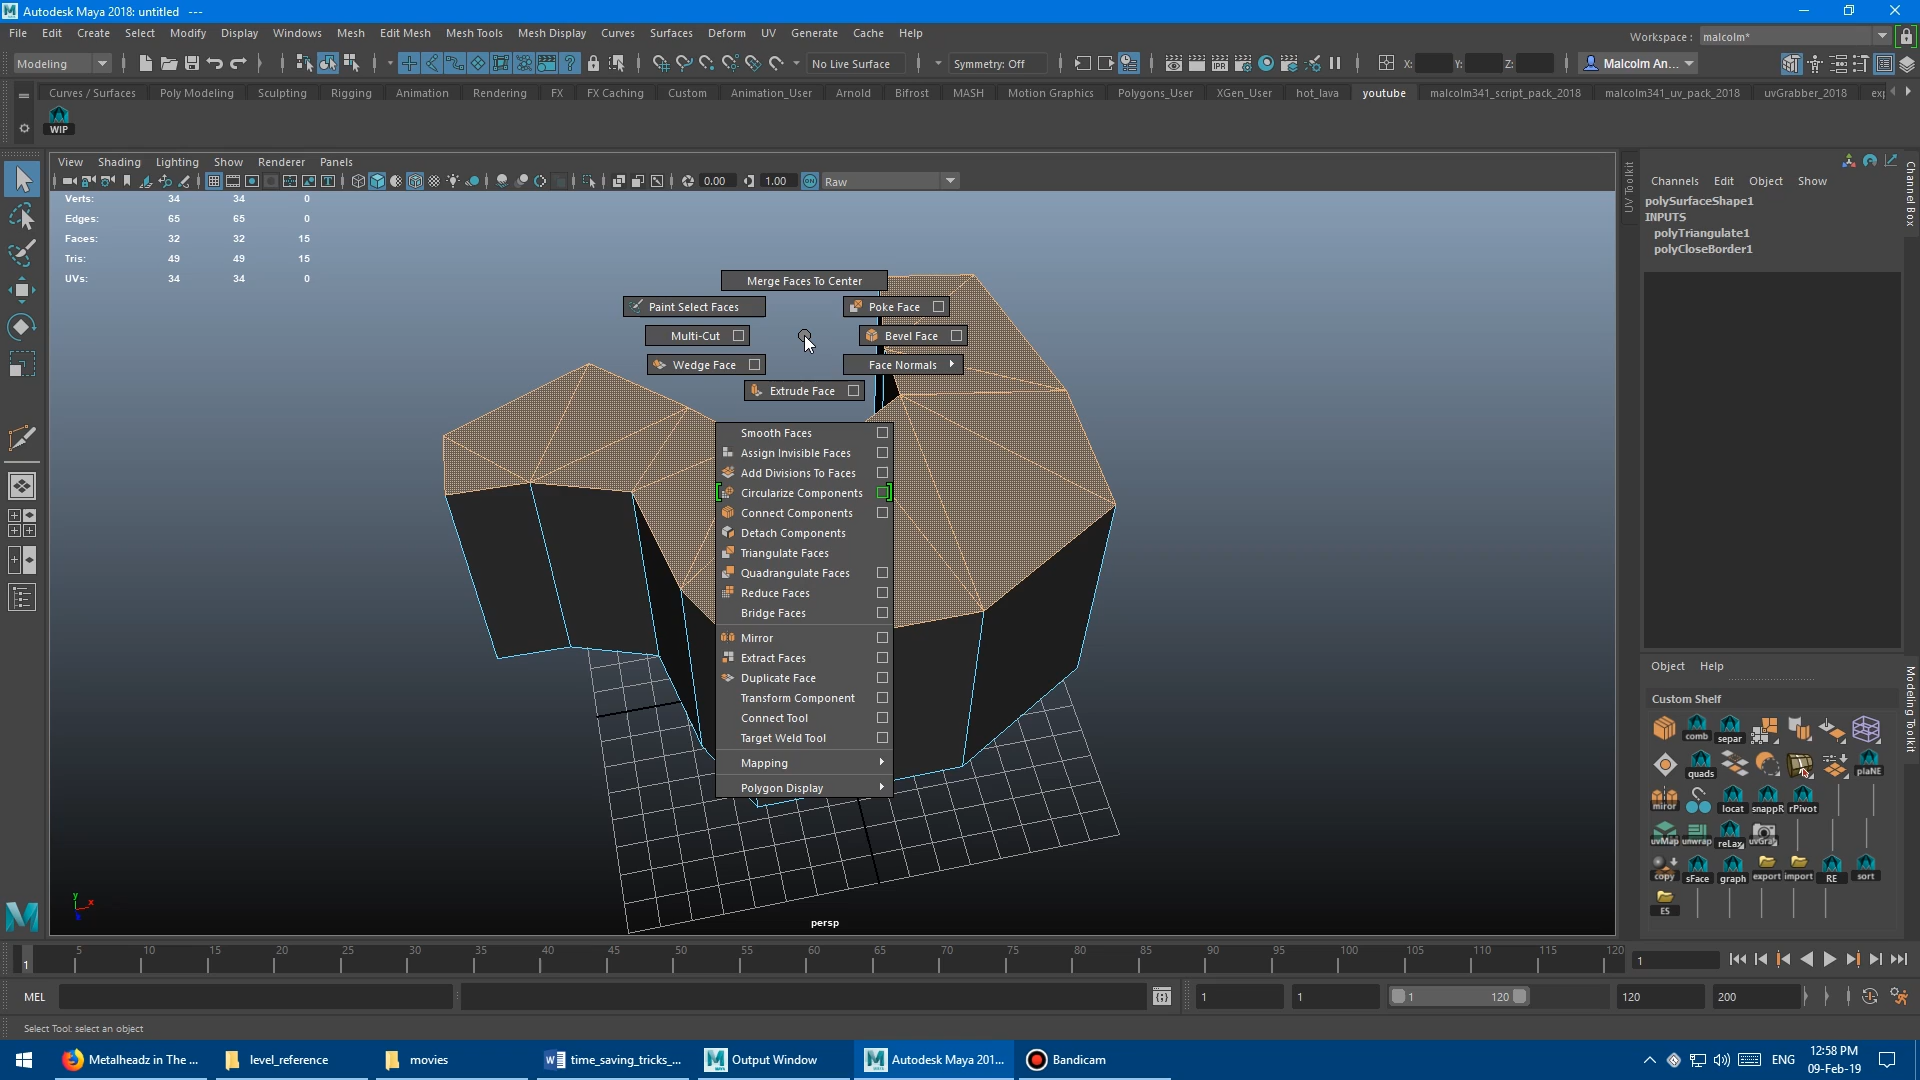 Autodesk Maya 2018: untitled   ---
File Edit Create Select Modify Display Windows Mesh Edit Mesh Mesh Tools Mesh Display Curves Surfaces Deform UV Generate Cache Help
Workspace : malcolm*
Modeling No Live Surface Symmetry: Off IPR X: Y: Z: Malcolm An...
Curves / Surfaces Poly Modeling Sculpting Rigging Animation Rendering FX FX Caching Custom Animation_User Arnold Bifrost MASH Motion Graphics Polygons_User XGen_User hot_lava youtube malcolm341_script_pack_2018 malcolm341_uv_pack_2018 uvGrabber_2018 exp
WIP
View Shading Lighting Show Renderer Panels
0.00 1.00 ON Raw
Verts: 34 34 0
Edges: 65 65 0
Faces: 32 32 15
Tris: 49 49 15
UVs: 34 34 0
Merge Faces To Center
Paint Select Faces
Poke Face
Multi-Cut
Bevel Face
Wedge Face
Face Normals
Extrude Face
Smooth Faces
Assign Invisible Faces
Add Divisions To Faces
Circularize Components
Connect Components
Detach Components
Triangulate Faces
Quadrangulate Faces
Reduce Faces
Bridge Faces
Mirror
Extract Faces
Duplicate Face
Transform Component
Connect Tool
Target Weld Tool
Mapping
Polygon Display
y
x
z
persp
UV Toolkit
Channels Edit Object Show
polySurfaceShape1
INPUTS
polyTriangulate1
polyCloseBorder1
Channel Box
Modeling Toolkit
Object Help
Custom Shelf
comb separ
quads plaNE
miror locat snappR rPivot
uvMap unwrap reLax uvGra
copy sFace graph export import RE sort
ES
5 10 15 20 25 30 35 40 45 50 55 60 65 70 75 80 85 90 95 100 105 110 115 120
1 1
MEL 1 1 1 120 120 200
Select Tool: select an object
Metalheadz in The ... level_reference movies time_saving_tricks_... Output Window Autodesk Maya 201... Bandicam
ENG
12:58 PM
09-Feb-19